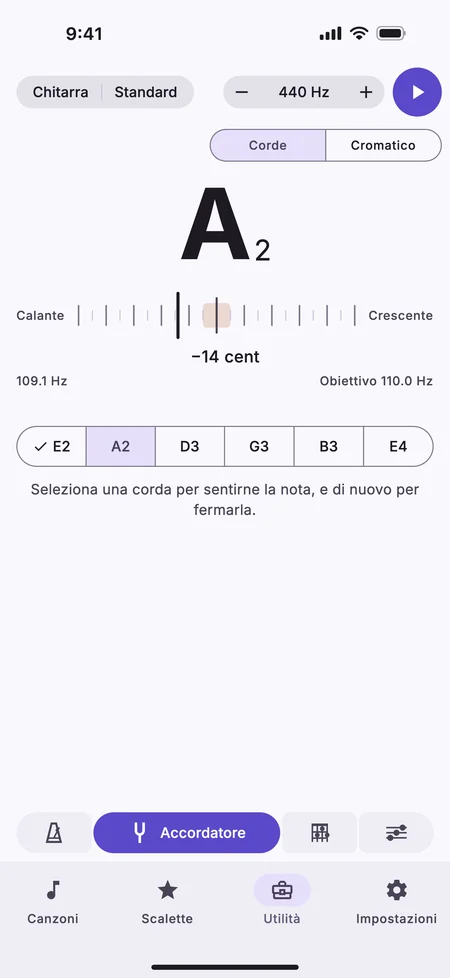 9:41
Chitarra Standard
− 440 Hz +
Corde Cromatico
A2
Calante Crescente
−14 cent
109.1 Hz Obiettivo 110.0 Hz
E2 A2 D3 G3 B3 E4
Seleziona una corda per sentirne la nota, e di nuovo per
fermarla.
Accordatore
Canzoni Scalette Utilità Impostazioni